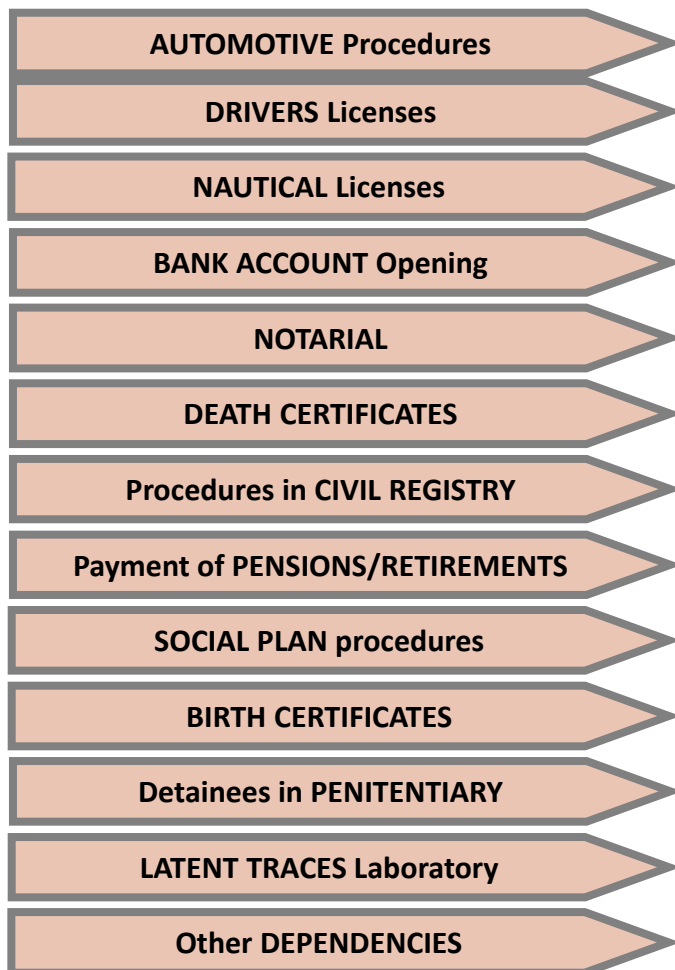 AUTOMOTIVE Procedures
DRIVERS Licenses
NAUTICAL Licenses
BANK ACCOUNT Opening
NOTARIAL
DEATH CERTIFICATES
Procedures in CIVIL REGISTRY
Payment of PENSIONS/RETIREMENTS
SOCIAL PLAN procedures
BIRTH CERTIFICATES
Detainees in PENITENTIARY
LATENT TRACES Laboratory
Other DEPENDENCIES